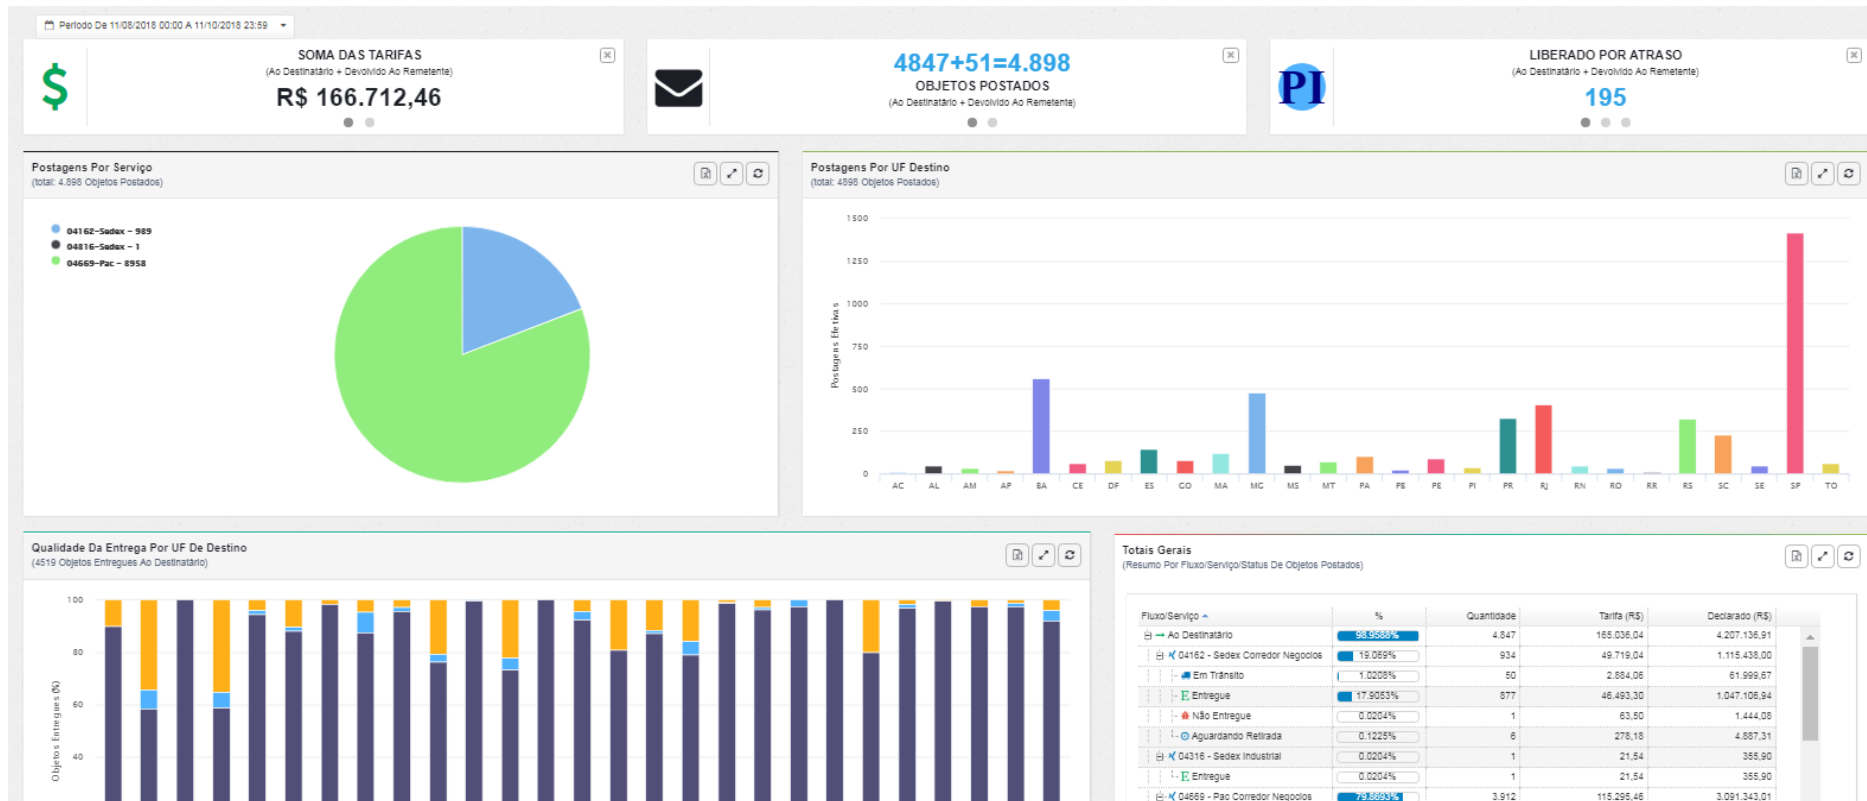 Período De 11/08/2018 00:00 A 11/10/2018 23:59
SOMA DAS TARIFAS
(Ao Destinatário + Devolvido Ao Remetente)
R$ 166.712,46
4847+51=4.898
OBJETOS POSTADOS
(Ao Destinatário + Devolvido Ao Remetente)
PI
LIBERADO POR ATRASO
(Ao Destinatário + Devolvido Ao Remetente)
195
Postagens Por Serviço
(total: 4.898 Objetos Postados)
04162-Sedex - 989
04816-Sedex - 1
04669-Pac - 8958
Postagens Por UF Destino
(total: 4898 Objetos Postados)
Postagens Efetivas
1500
1250
1000
750
500
250
0
AC AL AM AP BA CE DF ES GO MA MG MS MT PA PB PE PI PR RJ RN RO RR RS SC SE SP TO
Qualidade Da Entrega Por UF De Destino
(4519 Objetos Entregues Ao Destinatário)
Objetos Entregues (%)
100
80
60
40
Totais Gerais
(Resumo Por Fluxo/Serviço/Status De Objetos Postados)
Fluxo/Serviço % Quantidade Tarifa (R$) Declarado (R$)
Ao Destinatário 98.9588% 4.847 165.036,04 4.207.136,91
04162 - Sedex Corredor Negocios 19.069% 934 49.719,04 1.115.438,00
Em Trânsito 1.0208% 50 2.884,06 61.999,67
E Entregue 17.9053% 877 46.493,30 1.047.106,94
Não Entregue 0.0204% 1 63,50 1.444,08
Aguardando Retirada 0.1225% 6 278,18 4.887,31
04316 - Sedex Industrial 0.0204% 1 21,54 355,90
E Entregue 0.0204% 1 21,54 355,90
04669 - Pac Corredor Negocios 79.8693% 3.912 115.295,46 3.091.343,01